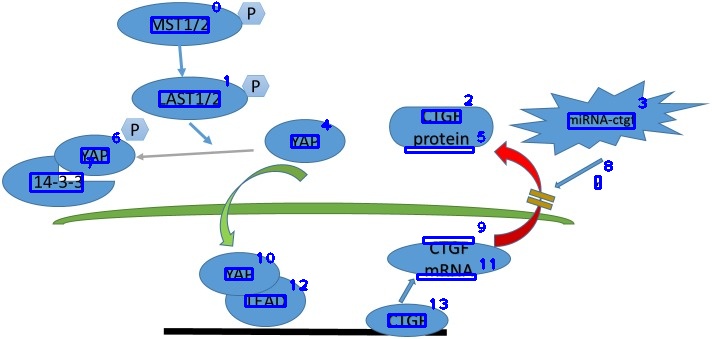 MST1/2
P
LAST1/2
P
CTGF
protein
miRNA-ctgf
YAP
P
YAP
14-3-3
YAP
TEAD
CTGF
mRNA
CTGF
0
1
2
3
4
5
6
7
8
9
10
11
12
13